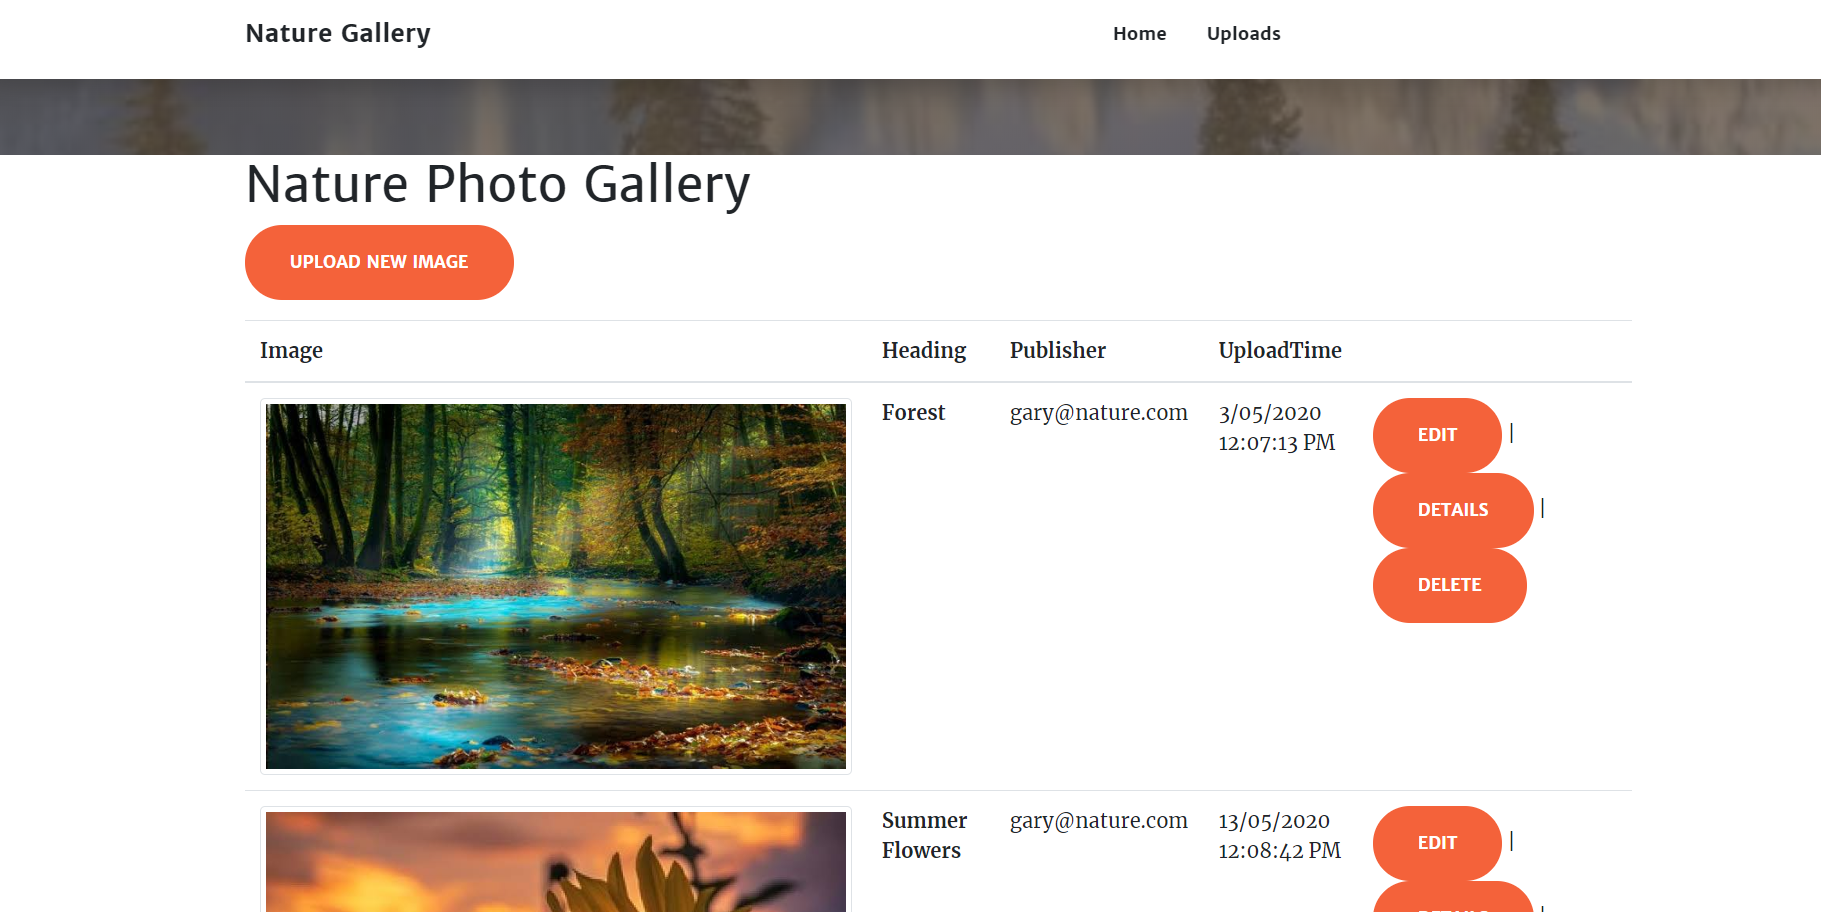 Nature Gallery
Home Uploads
Nature Photo Gallery
UPLOAD NEW IMAGE
Image Heading Publisher UploadTime
Forest gary@nature.com 3/05/2020
12:07:13 PM
EDIT |
DETAILS |
DELETE
Summer gary@nature.com 13/05/2020
Flowers 12:08:42 PM
EDIT |